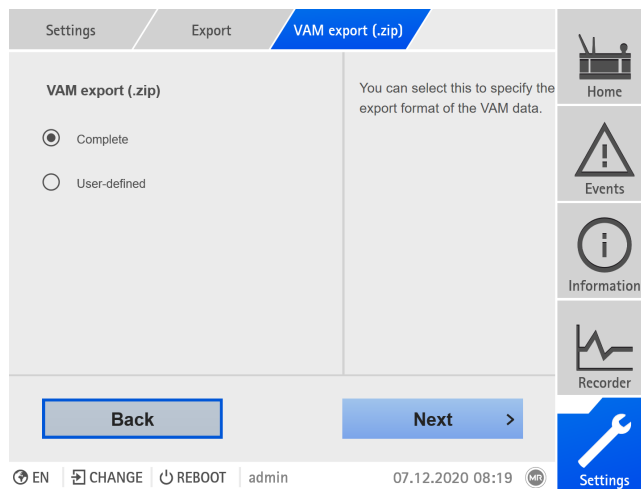 Settings Export VAM export (.zip)
VAM export (.zip)
Complete
User-defined
You can select this to specify the
export format of the VAM data.
Back
Next >
Home
Events
Information
Recorder
Settings
EN CHANGE REBOOT admin 07.12.2020 08:19 MR